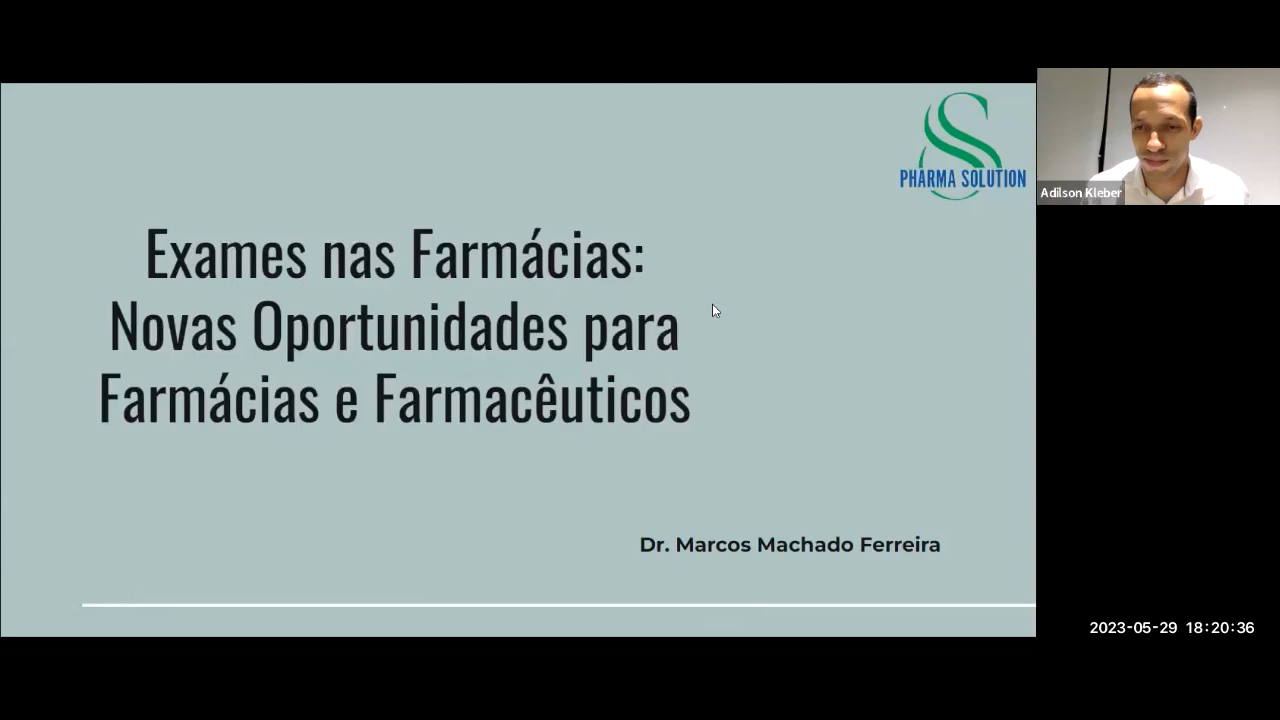 PHARMA SOLUTION
Exames nas Farmácias:
Novas Oportunidades para
Farmácias e Farmacêuticos
Dr. Marcos Machado Ferreira
Adilson Kleber
2023-05-29 18:20:36